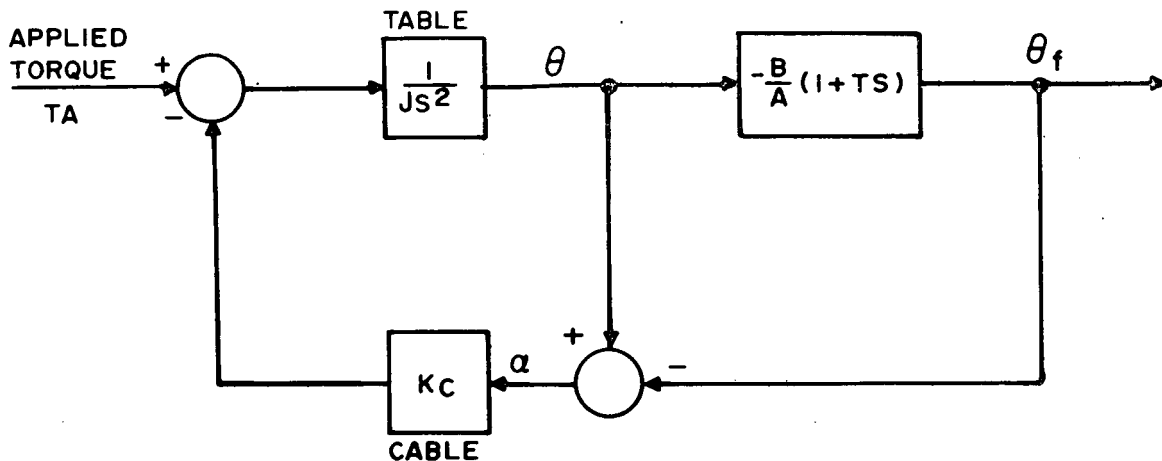 TABLE
APPLIED
TORQUE
TA
+
−
1
JS²
θ
-B/A (1+TS)
θf
KC
α
+
−
CABLE